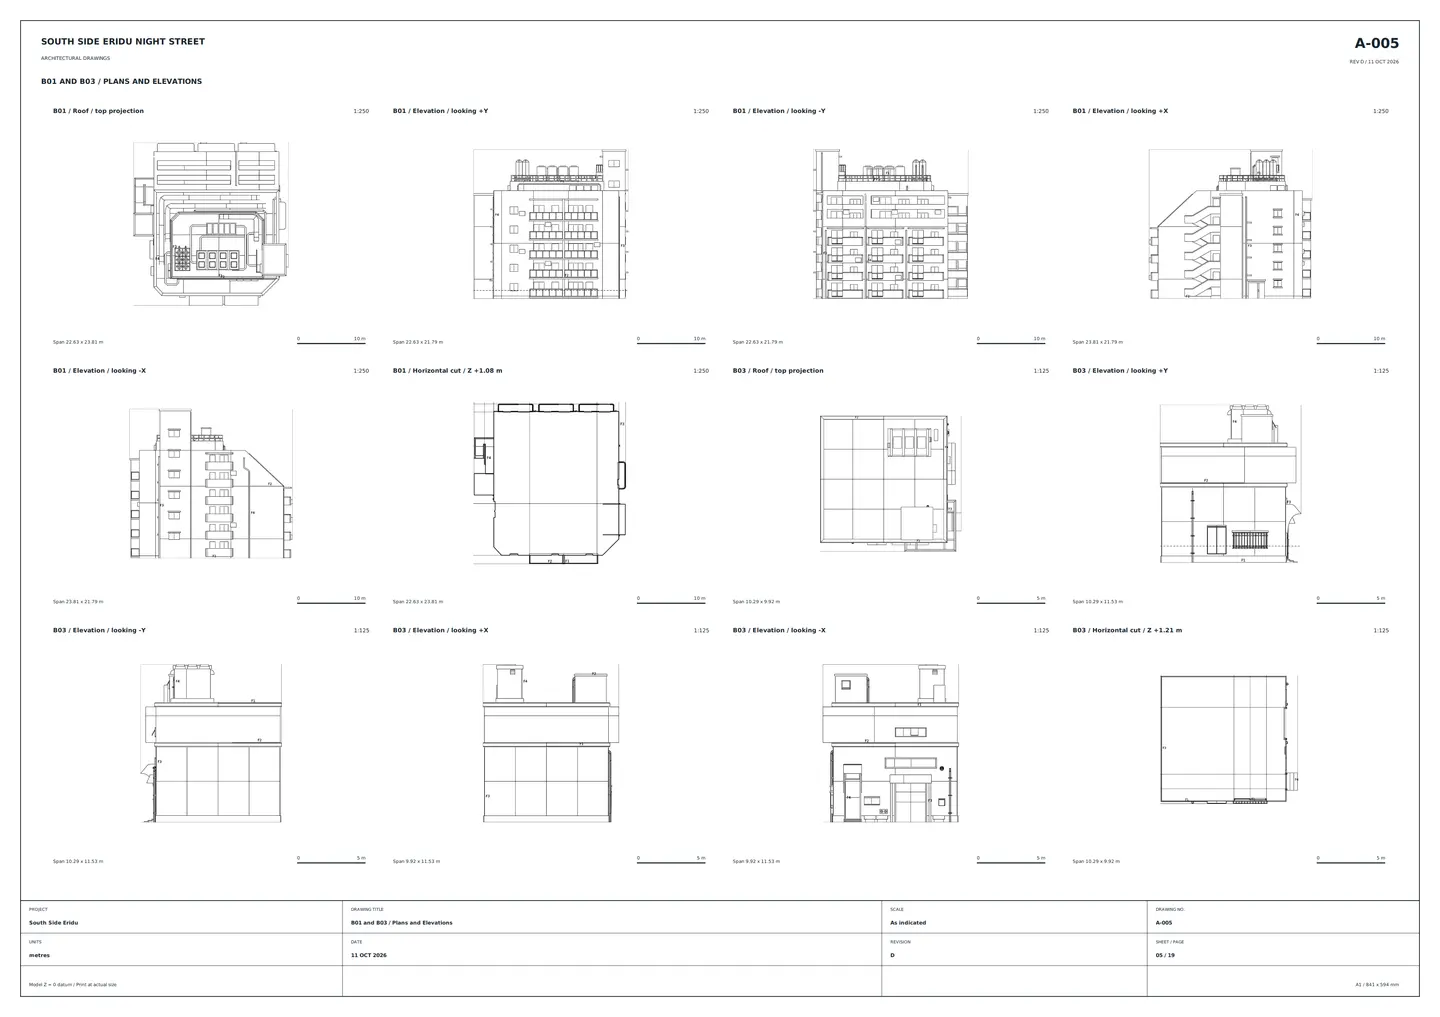 SOUTH SIDE ERIDU NIGHT STREET
A-005
ARCHITECTURAL DRAWINGS
REV D / 11 OCT 2026
B01 AND B03 / PLANS AND ELEVATIONS
B01 / Roof / top projection 1:250
B01 / Elevation / looking +Y 1:250
B01 / Elevation / looking -Y 1:250
B01 / Elevation / looking +X 1:250
Span 22.63 x 23.81 m 0 10 m
Span 22.63 x 21.79 m 0 10 m
Span 22.63 x 21.79 m 0 10 m
Span 23.81 x 21.79 m 0 10 m
B01 / Elevation / looking -X 1:250
B01 / Horizontal cut / Z +1.08 m 1:250
B03 / Roof / top projection 1:125
B03 / Elevation / looking +Y 1:125
Span 23.81 x 21.79 m 0 10 m
Span 22.63 x 23.81 m 0 10 m
Span 10.29 x 9.92 m 0 5 m
Span 10.29 x 11.53 m 0 5 m
B03 / Elevation / looking -Y 1:125
B03 / Elevation / looking +X 1:125
B03 / Elevation / looking -X 1:125
B03 / Horizontal cut / Z +1.21 m 1:125
Span 10.29 x 11.53 m 0 5 m
Span 9.92 x 11.53 m 0 5 m
Span 9.92 x 11.53 m 0 5 m
Span 10.29 x 9.92 m 0 5 m
PROJECT
South Side Eridu
DRAWING TITLE
B01 and B03 / Plans and Elevations
SCALE
As indicated
DRAWING NO.
A-005
UNITS
metres
DATE
11 OCT 2026
REVISION
D
SHEET / PAGE
05 / 19
Model Z = 0 datum / Print at actual size
A1 / 841 x 594 mm